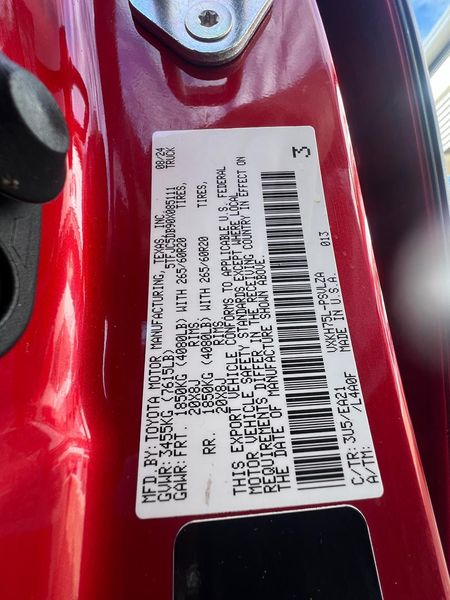 MFD BY: TOYOTA MOTOR MANUFACTURING, TEXAS, INC. 08/24
GVWR: 3455KG (7615LB) TRUCK
GAWR: FRT. 1850KG (4080LB) WITH 265/60R20 TIRES,
20X8J RIMS
RR. 1850KG (4080LB) WITH 265/60R20 TIRES,
20X8J RIMS
THIS EXPORT VEHICLE CONFORMS TO APPLICABLE U.S. FEDERAL
MOTOR VEHICLE SAFETY STANDARDS EXCEPT WHERE LOCAL
REQUIREMENTS DIFFER IN THE RECEIVING COUNTRY IN EFFECT ON
THE DATE OF MANUFACTURE SHOWN ABOVE.
3
C/TR: 3U5/EA21 VXKH75L-PSVLZA 013
A/TM: /L4A0F MADE IN U.S.A.